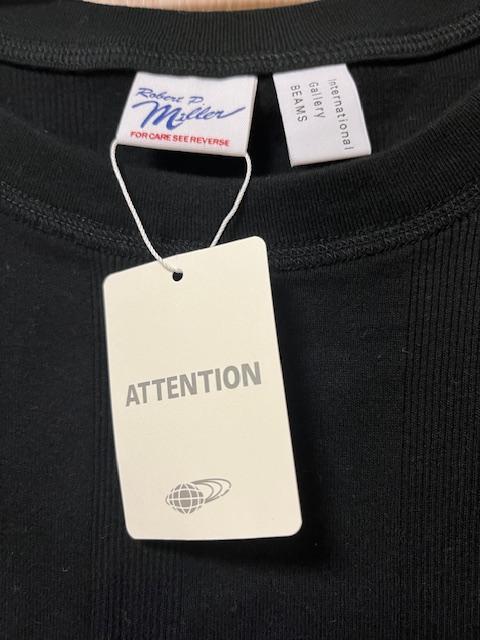 Robert P.
Miller
FOR CARE SEE REVERSE
International
Gallery
BEAMS
ATTENTION